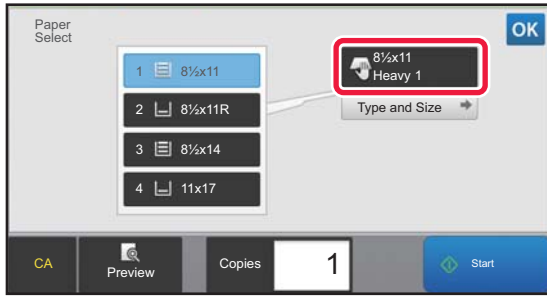 Paper
Select
OK
1 8½x11
2 8½x11R
3 8½x14
4 11x17
8½x11
Heavy 1
Type and Size
CA
Preview
Copies
1
Start